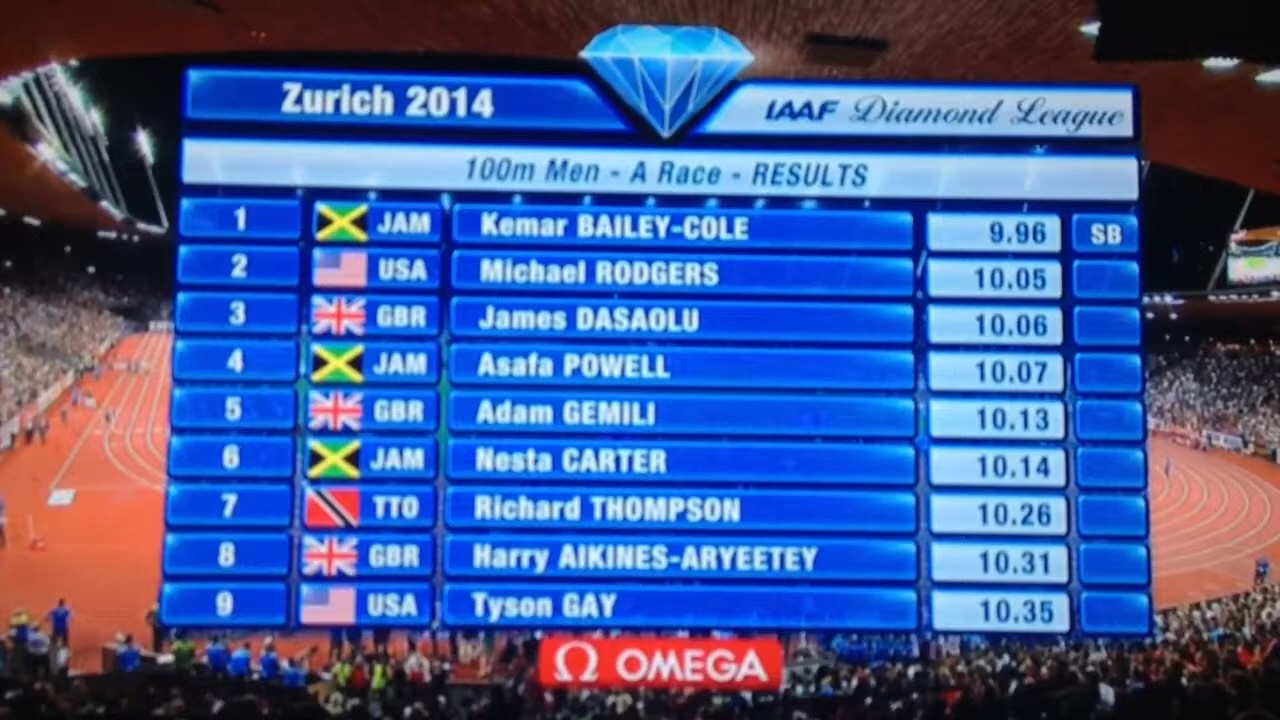 Zurich 2014
IAAF Diamond League
100m Men - A Race - RESULTS
1 JAM Kemar BAILEY-COLE 9.96 SB
2 USA Michael RODGERS 10.05
3 GBR James DASAOLU 10.06
4 JAM Asafa POWELL 10.07
5 GBR Adam GEMILI 10.13
6 JAM Nesta CARTER 10.14
7 TTO Richard THOMPSON 10.26
8 GBR Harry AIKINES-ARYEETEY 10.31
9 USA Tyson GAY 10.35
Ω OMEGA